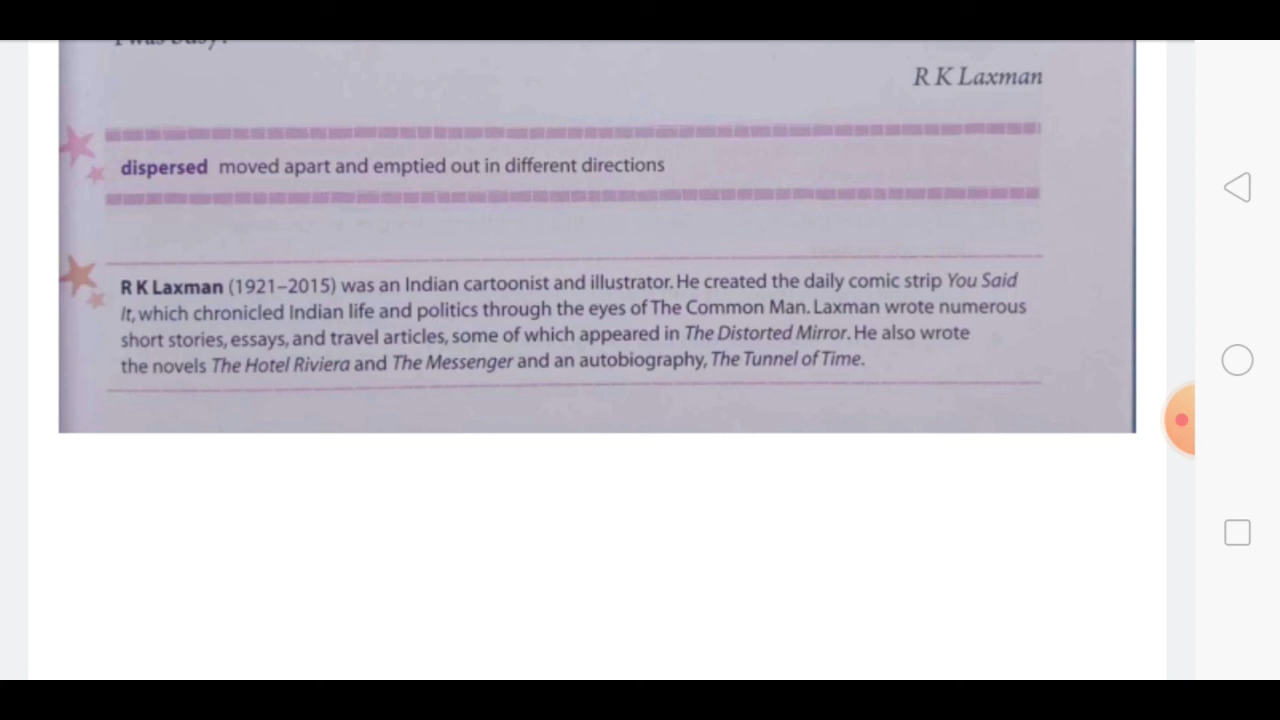 R K Laxman
dispersed moved apart and emptied out in different directions
R K Laxman (1921–2015) was an Indian cartoonist and illustrator. He created the daily comic strip You Said
It, which chronicled Indian life and politics through the eyes of The Common Man. Laxman wrote numerous
short stories, essays, and travel articles, some of which appeared in The Distorted Mirror. He also wrote
the novels The Hotel Riviera and The Messenger and an autobiography, The Tunnel of Time.